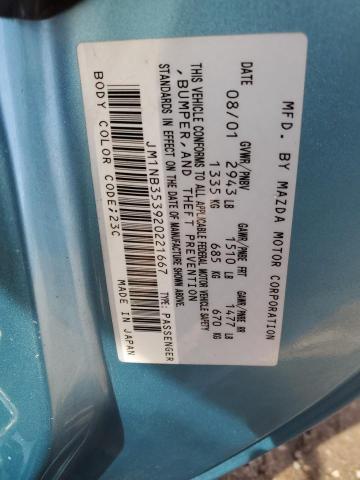 MFD. BY MAZDA MOTOR CORPORATION
DATE GVWR/PNBV GAWR/PNBE FRT GAWR/PNBE RR
08/01 2943 LB 1510 LB 1477 LB
1335 KG 685 KG 670 KG
THIS VEHICLE CONFORMS TO ALL APPLICABLE FEDERAL MOTOR VEHICLE SAFETY
, BUMPER, AND THEFT PREVENTION
STANDARDS IN EFFECT ON THE DATE OF MANUFACTURE SHOWN ABOVE.
JM1NB353920221667 TYPE: PASSENGER
BODY COLOR CODE/223C MADE IN JAPAN